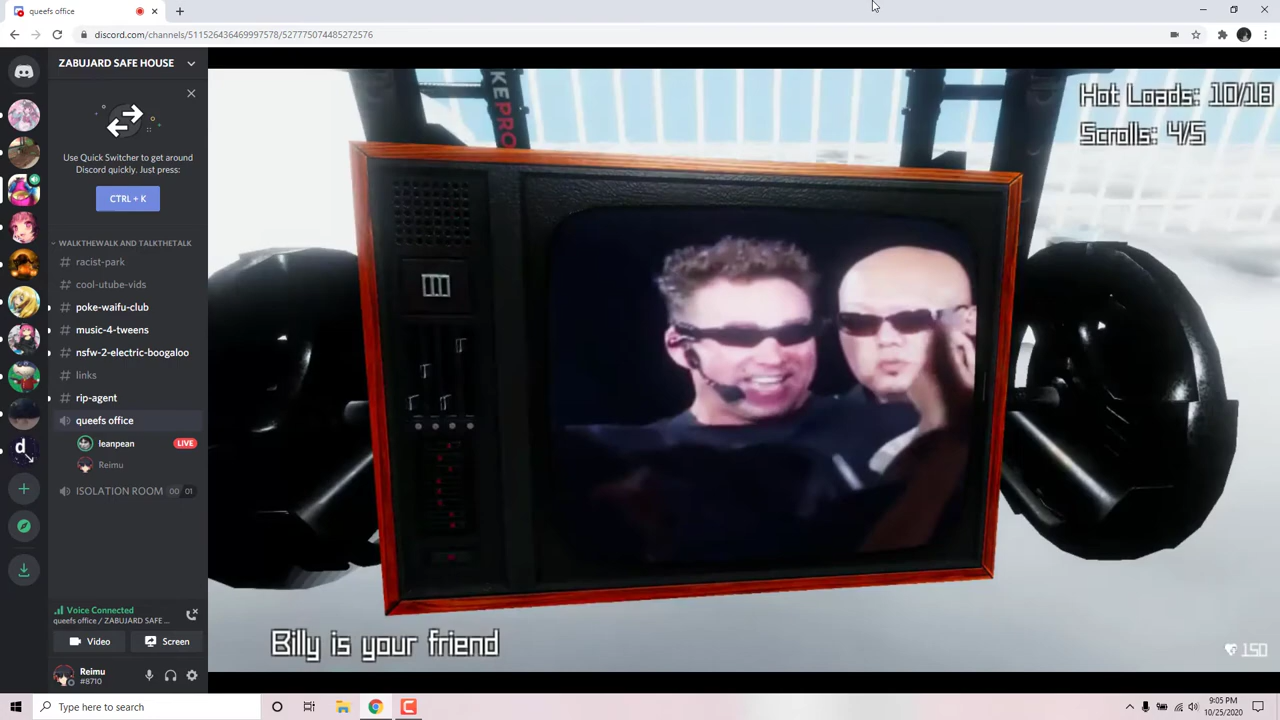 queefs office
discord.com/channels/511526436469997578/527775074485272576
ZABUJARD SAFE HOUSE
Use Quick Switcher to get around
Discord quickly. Just press:
CTRL + K
WALKTHEWALK AND TALKTHETALK
racist-park
cool-utube-vids
poke-waifu-club
music-4-tweens
nsfw-2-electric-boogaloo
links
rip-agent
queefs office
leanpean LIVE
Reimu
ISOLATION ROOM 00 01
Voice Connected
queefs office / ZABUJARD SAFE ...
Video Screen
Reimu
#8710
KEPRO
Hot Loads: 10/18
Scrolls: 4/5
Billy is your friend
150
Type here to search
9:05 PM
10/25/2020